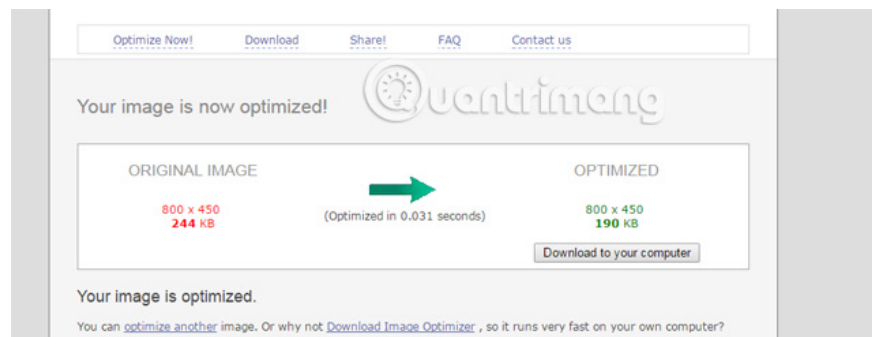 Optimize Now! Download Share! FAQ Contact us
Quantrimang
Your image is now optimized!
ORIGINAL IMAGE OPTIMIZED
800 x 450 800 x 450
244 KB (Optimized in 0.031 seconds) 190 KB
Download to your computer
Your image is optimized.
You can optimize another image. Or why not Download Image Optimizer , so it runs very fast on your own computer?